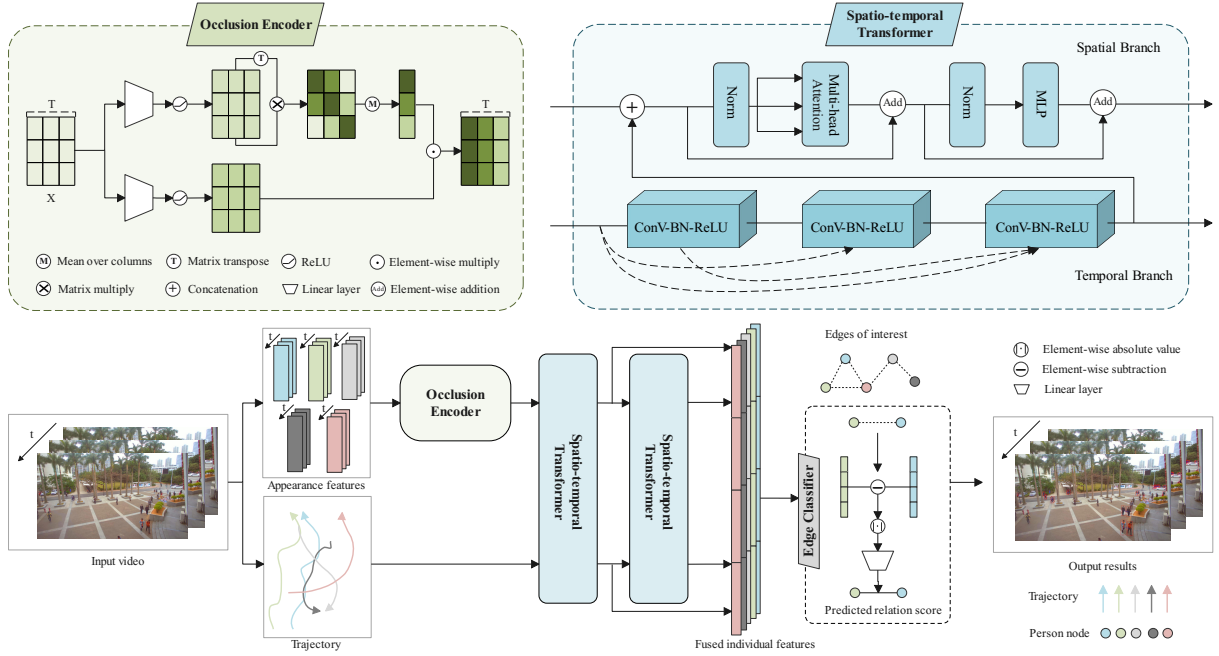 Occlusion Encoder
T
T
T
X
M
Spatio-temporal
Transformer
Spatial Branch
Norm
Multi-head
Attention
Add
Norm
MLP
Add
ConV-BN-ReLU
ConV-BN-ReLU
ConV-BN-ReLU
Temporal Branch
M Mean over columns
T Matrix transpose
ReLU
Element-wise multiply
Matrix multiply
Concatenation
Linear layer
Add Element-wise addition
t
Input video
t
t
t
t
t
Appearance features
Trajectory
Occlusion
Encoder
Spatio-temporal
Transformer
Spatio-temporal
Transformer
Fused individual features
Edges of interest
Edge Classifier
Predicted relation score
Element-wise absolute value
Element-wise subtraction
Linear layer
t
Output results
Trajectory
Person node